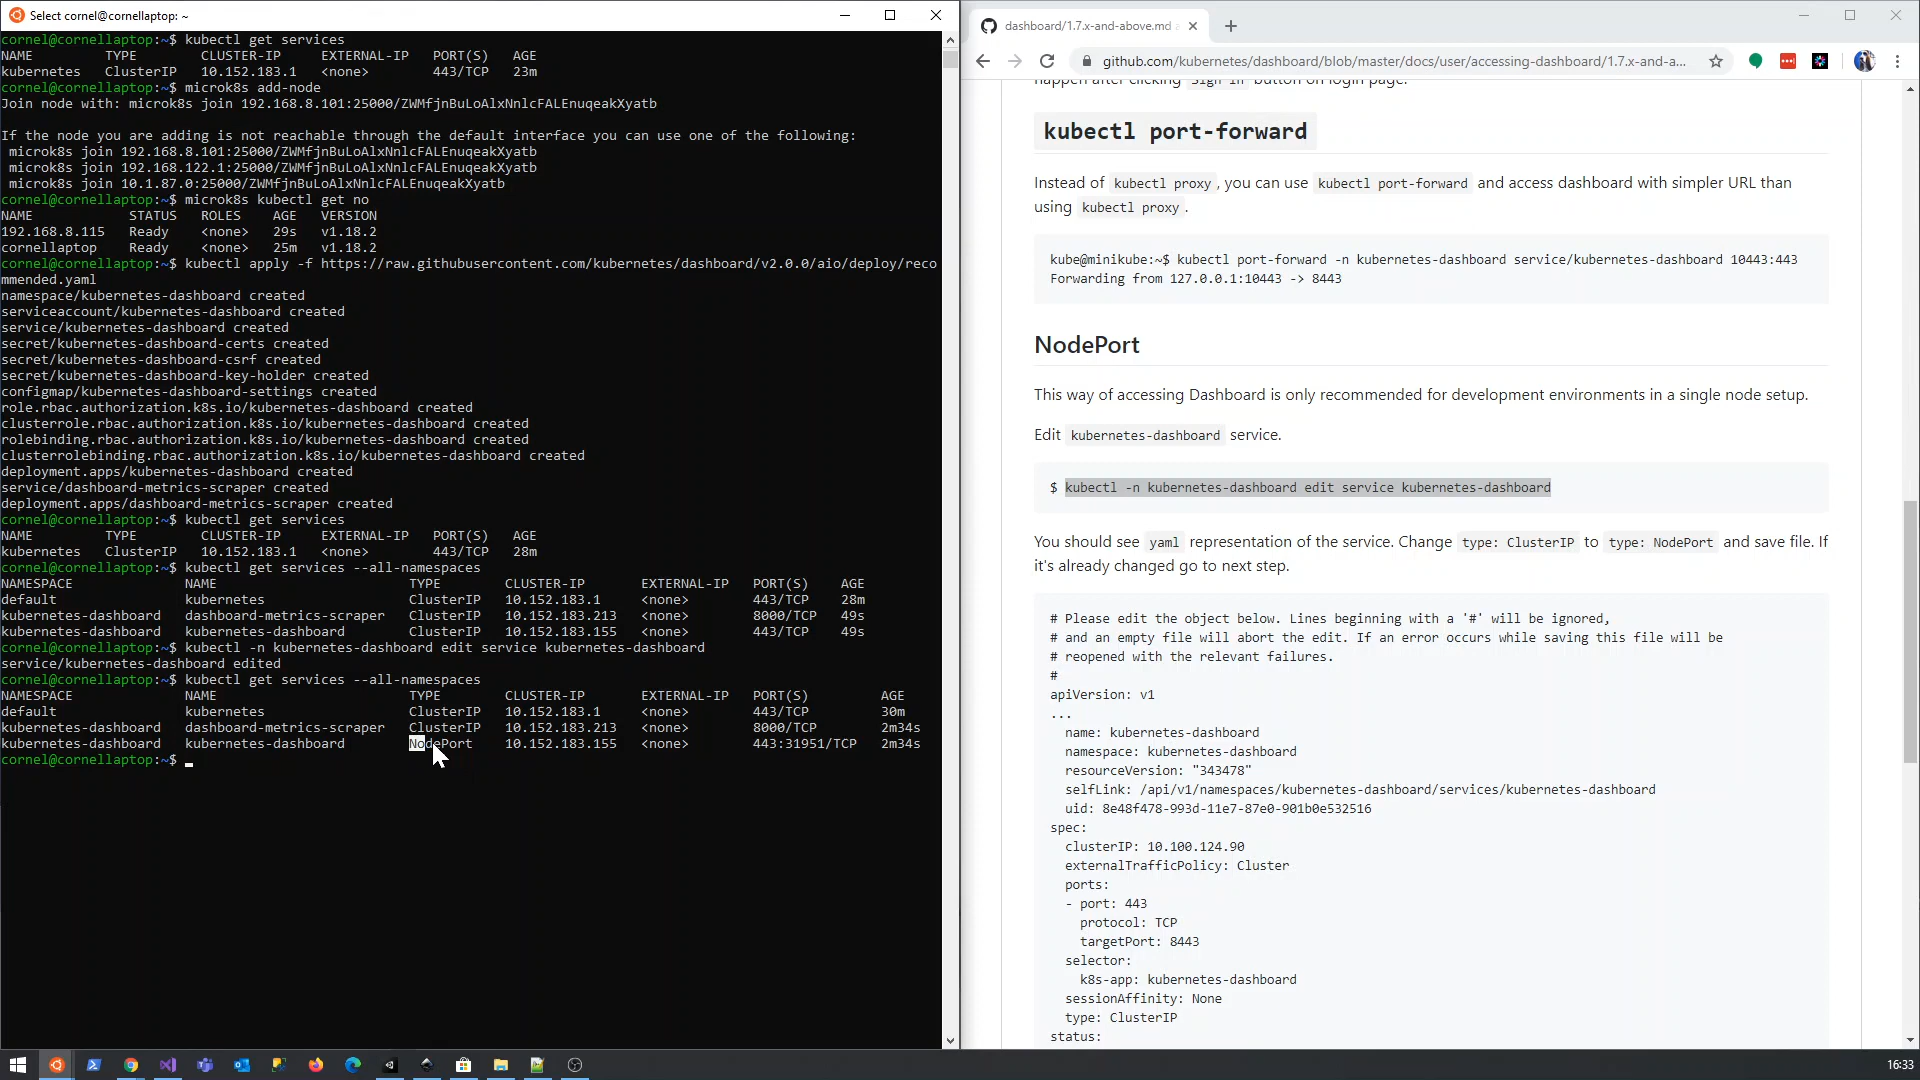 Select cornel@cornellaptop: ~
cornel@cornellaptop:~$ kubectl get services
NAME TYPE CLUSTER-IP EXTERNAL-IP PORT(S) AGE
kubernetes ClusterIP 10.152.183.1 <none> 443/TCP 23m
cornel@cornellaptop:~$ microk8s add-node
Join node with: microk8s join 192.168.8.101:25000/ZWMfjnBuLoAlxNnlcFALEnuqeakXyatb
If the node you are adding is not reachable through the default interface you can use one of the following:
microk8s join 192.168.8.101:25000/ZWMfjnBuLoAlxNnlcFALEnuqeakXyatb
microk8s join 192.168.122.1:25000/ZWMfjnBuLoAlxNnlcFALEnuqeakXyatb
microk8s join 10.1.87.0:25000/ZWMfjnBuLoAlxNnlcFALEnuqeakXyatb
cornel@cornellaptop:~$ microk8s kubectl get no
NAME STATUS ROLES AGE VERSION
192.168.8.115 Ready <none> 29s v1.18.2
cornellaptop Ready <none> 25m v1.18.2
cornel@cornellaptop:~$ kubectl apply -f https://raw.githubusercontent.com/kubernetes/dashboard/v2.0.0/aio/deploy/reco
mmended.yaml
namespace/kubernetes-dashboard created
serviceaccount/kubernetes-dashboard created
service/kubernetes-dashboard created
secret/kubernetes-dashboard-certs created
secret/kubernetes-dashboard-csrf created
secret/kubernetes-dashboard-key-holder created
configmap/kubernetes-dashboard-settings created
role.rbac.authorization.k8s.io/kubernetes-dashboard created
clusterrole.rbac.authorization.k8s.io/kubernetes-dashboard created
rolebinding.rbac.authorization.k8s.io/kubernetes-dashboard created
clusterrolebinding.rbac.authorization.k8s.io/kubernetes-dashboard created
deployment.apps/kubernetes-dashboard created
service/dashboard-metrics-scraper created
deployment.apps/dashboard-metrics-scraper created
cornel@cornellaptop:~$ kubectl get services
NAME TYPE CLUSTER-IP EXTERNAL-IP PORT(S) AGE
kubernetes ClusterIP 10.152.183.1 <none> 443/TCP 28m
cornel@cornellaptop:~$ kubectl get services --all-namespaces
NAMESPACE NAME TYPE CLUSTER-IP EXTERNAL-IP PORT(S) AGE
default kubernetes ClusterIP 10.152.183.1 <none> 443/TCP 28m
kubernetes-dashboard dashboard-metrics-scraper ClusterIP 10.152.183.213 <none> 8000/TCP 49s
kubernetes-dashboard kubernetes-dashboard ClusterIP 10.152.183.155 <none> 443/TCP 49s
cornel@cornellaptop:~$ kubectl -n kubernetes-dashboard edit service kubernetes-dashboard
service/kubernetes-dashboard edited
cornel@cornellaptop:~$ kubectl get services --all-namespaces
NAMESPACE NAME TYPE CLUSTER-IP EXTERNAL-IP PORT(S) AGE
default kubernetes ClusterIP 10.152.183.1 <none> 443/TCP 30m
kubernetes-dashboard dashboard-metrics-scraper ClusterIP 10.152.183.213 <none> 8000/TCP 2m34s
kubernetes-dashboard kubernetes-dashboard NodePort 10.152.183.155 <none> 443:31951/TCP 2m34s
cornel@cornellaptop:~$
dashboard/1.7.x-and-above.md
github.com/kubernetes/dashboard/blob/master/docs/user/accessing-dashboard/1.7.x-and-a...
happen after clicking Sign in button on login page.
kubectl port-forward
Instead of kubectl proxy, you can use kubectl port-forward and access dashboard with simpler URL than
using kubectl proxy.
kube@minikube:~$ kubectl port-forward -n kubernetes-dashboard service/kubernetes-dashboard 10443:443
Forwarding from 127.0.0.1:10443 -> 8443
NodePort
This way of accessing Dashboard is only recommended for development environments in a single node setup.
Edit kubernetes-dashboard service.
$ kubectl -n kubernetes-dashboard edit service kubernetes-dashboard
You should see yaml representation of the service. Change type: ClusterIP to type: NodePort and save file. If
it's already changed go to next step.
# Please edit the object below. Lines beginning with a '#' will be ignored,
# and an empty file will abort the edit. If an error occurs while saving this file will be
# reopened with the relevant failures.
#
apiVersion: v1
...
name: kubernetes-dashboard
namespace: kubernetes-dashboard
resourceVersion: "343478"
selfLink: /api/v1/namespaces/kubernetes-dashboard/services/kubernetes-dashboard
uid: 8e48f478-993d-11e7-87e0-901b0e532516
spec:
clusterIP: 10.100.124.90
externalTrafficPolicy: Cluster
ports:
- port: 443
protocol: TCP
targetPort: 8443
selector:
k8s-app: kubernetes-dashboard
sessionAffinity: None
type: ClusterIP
status:
16:33